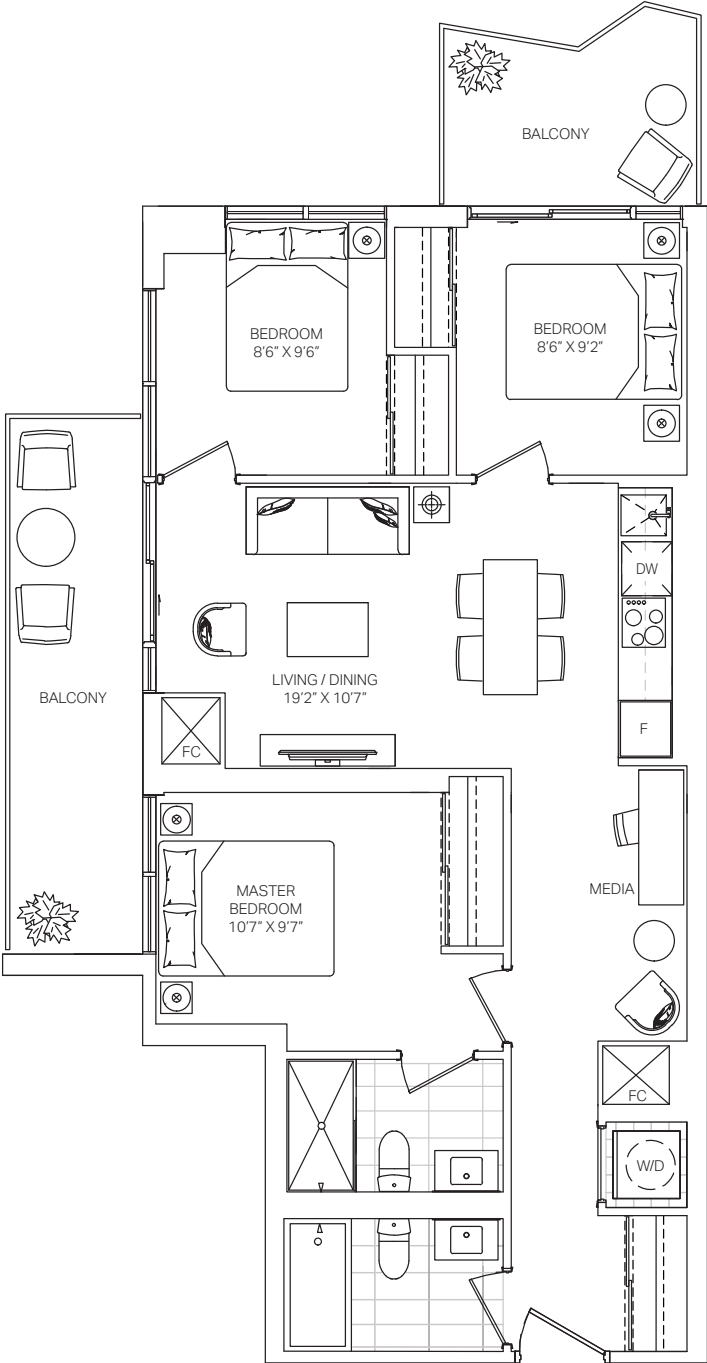 BALCONY
BEDROOM
8'6" X 9'6"
BEDROOM
8'6" X 9'2"
DW
LIVING / DINING
19'2" X 10'7"
BALCONY
F
FC
MEDIA
MASTER
BEDROOM
10'7" X 9'7"
FC
W/D